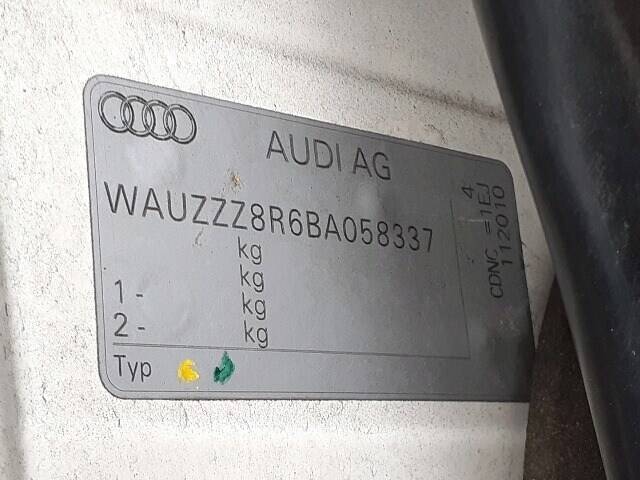 AUDI AG
WAUZZZ8R6BA058337
kg
kg
1 - kg
2 - kg
Typ
4
CDNC =1EJ
112010